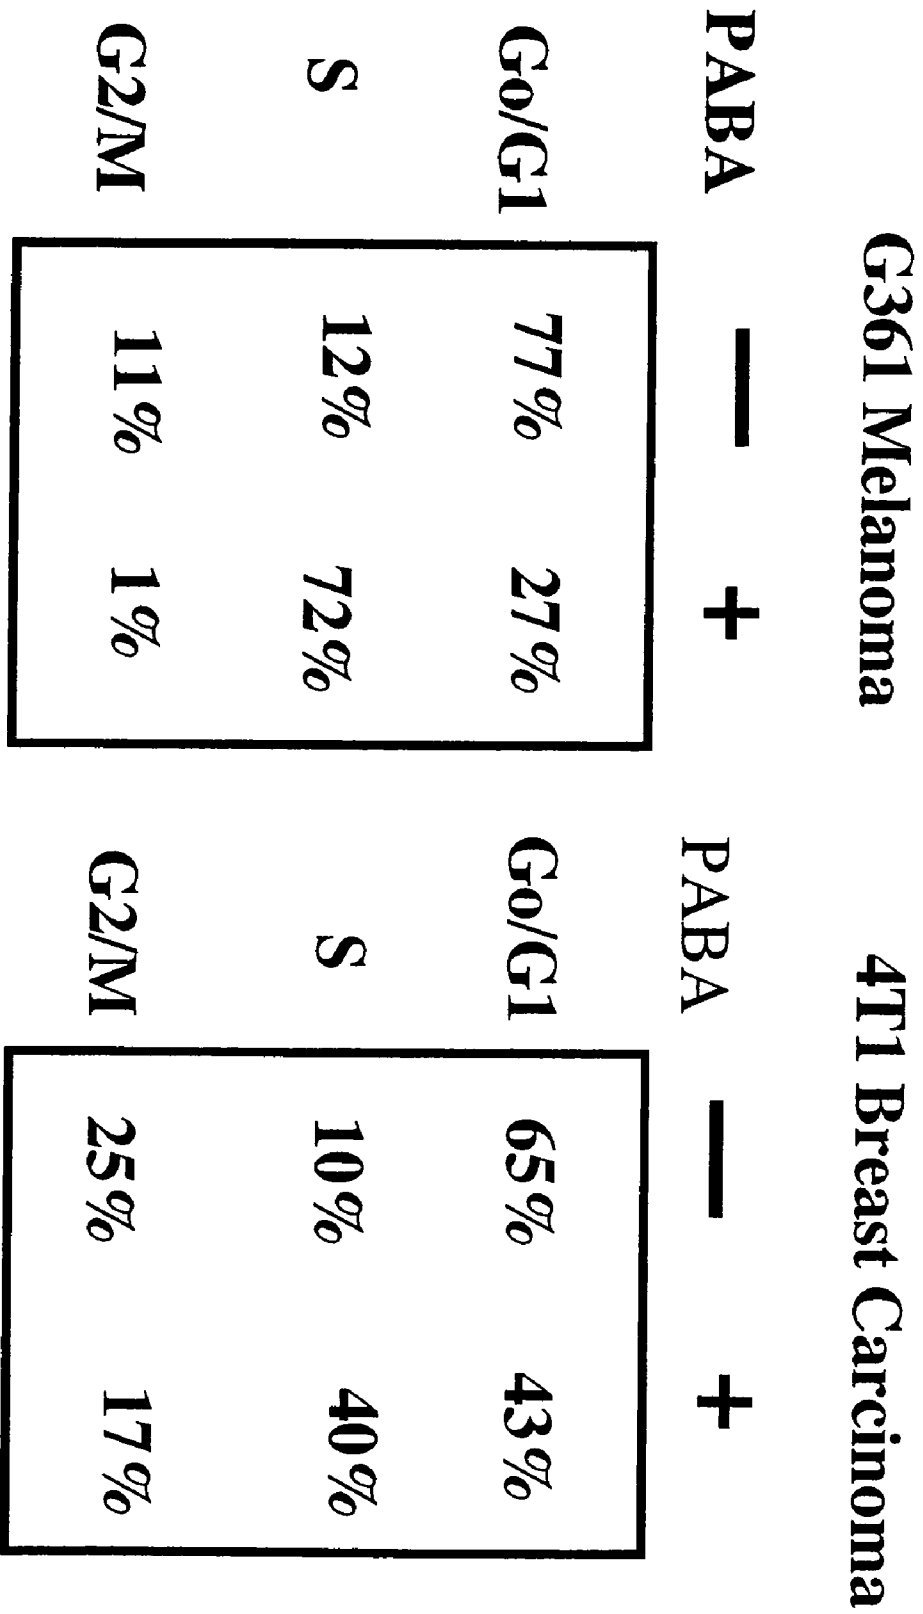 G361 Melanoma
PABA − +
Go/G1 77% 27%
S 12% 72%
G2/M 11% 1%
4T1 Breast Carcinoma
PABA − +
Go/G1 65% 43%
S 10% 40%
G2/M 25% 17%